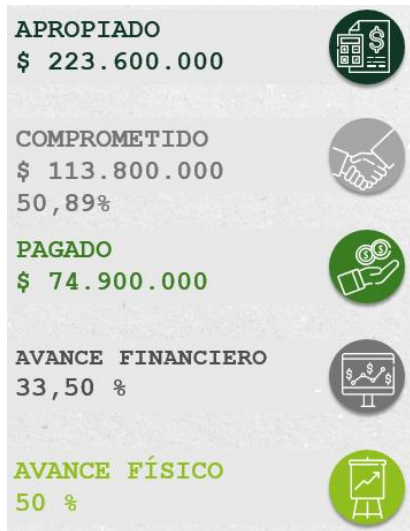 APROPIADO
$ 223.600.000
COMPROMETIDO
$ 113.800.000
50,89%
PAGADO
$ 74.900.000
AVANCE FINANCIERO
33,50 %
AVANCE FÍSICO
50 %